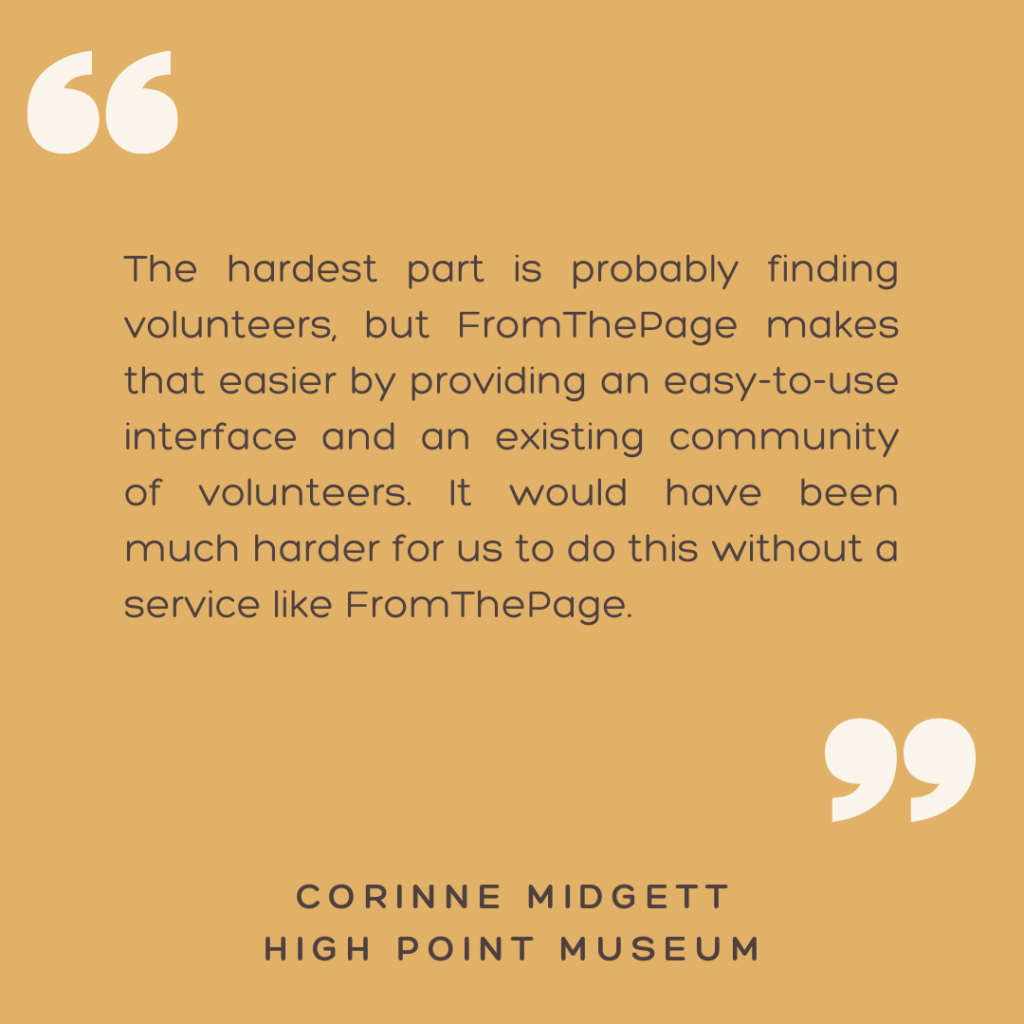 “
The hardest part is probably finding
volunteers, but FromThePage makes
that easier by providing an easy-to-use
interface and an existing community
of volunteers. It would have been
much harder for us to do this without a
service like FromThePage.
”
CORINNE MIDGETT
HIGH POINT MUSEUM